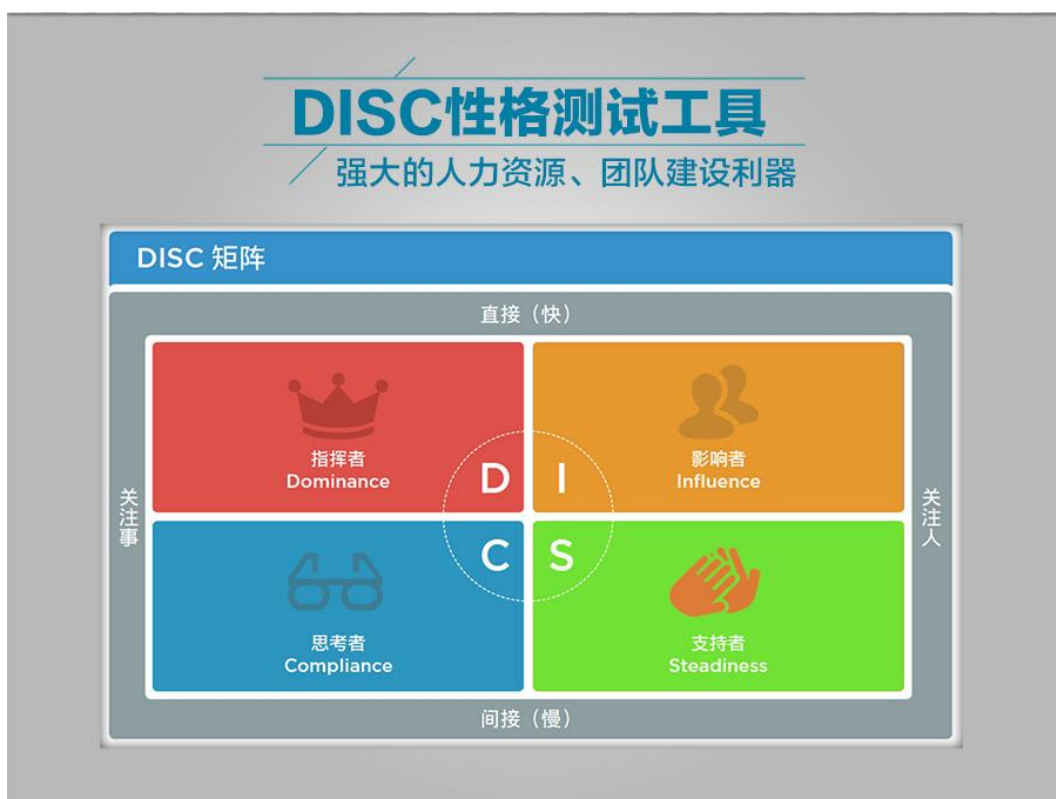 DISC性格测试工具
强大的人力资源、团队建设利器
DISC 矩阵
直接（快）
关注事
指挥者
Dominance
D
I
影响者
Influence
关注人
思考者
Compliance
C
S
支持者
Steadiness
间接（慢）